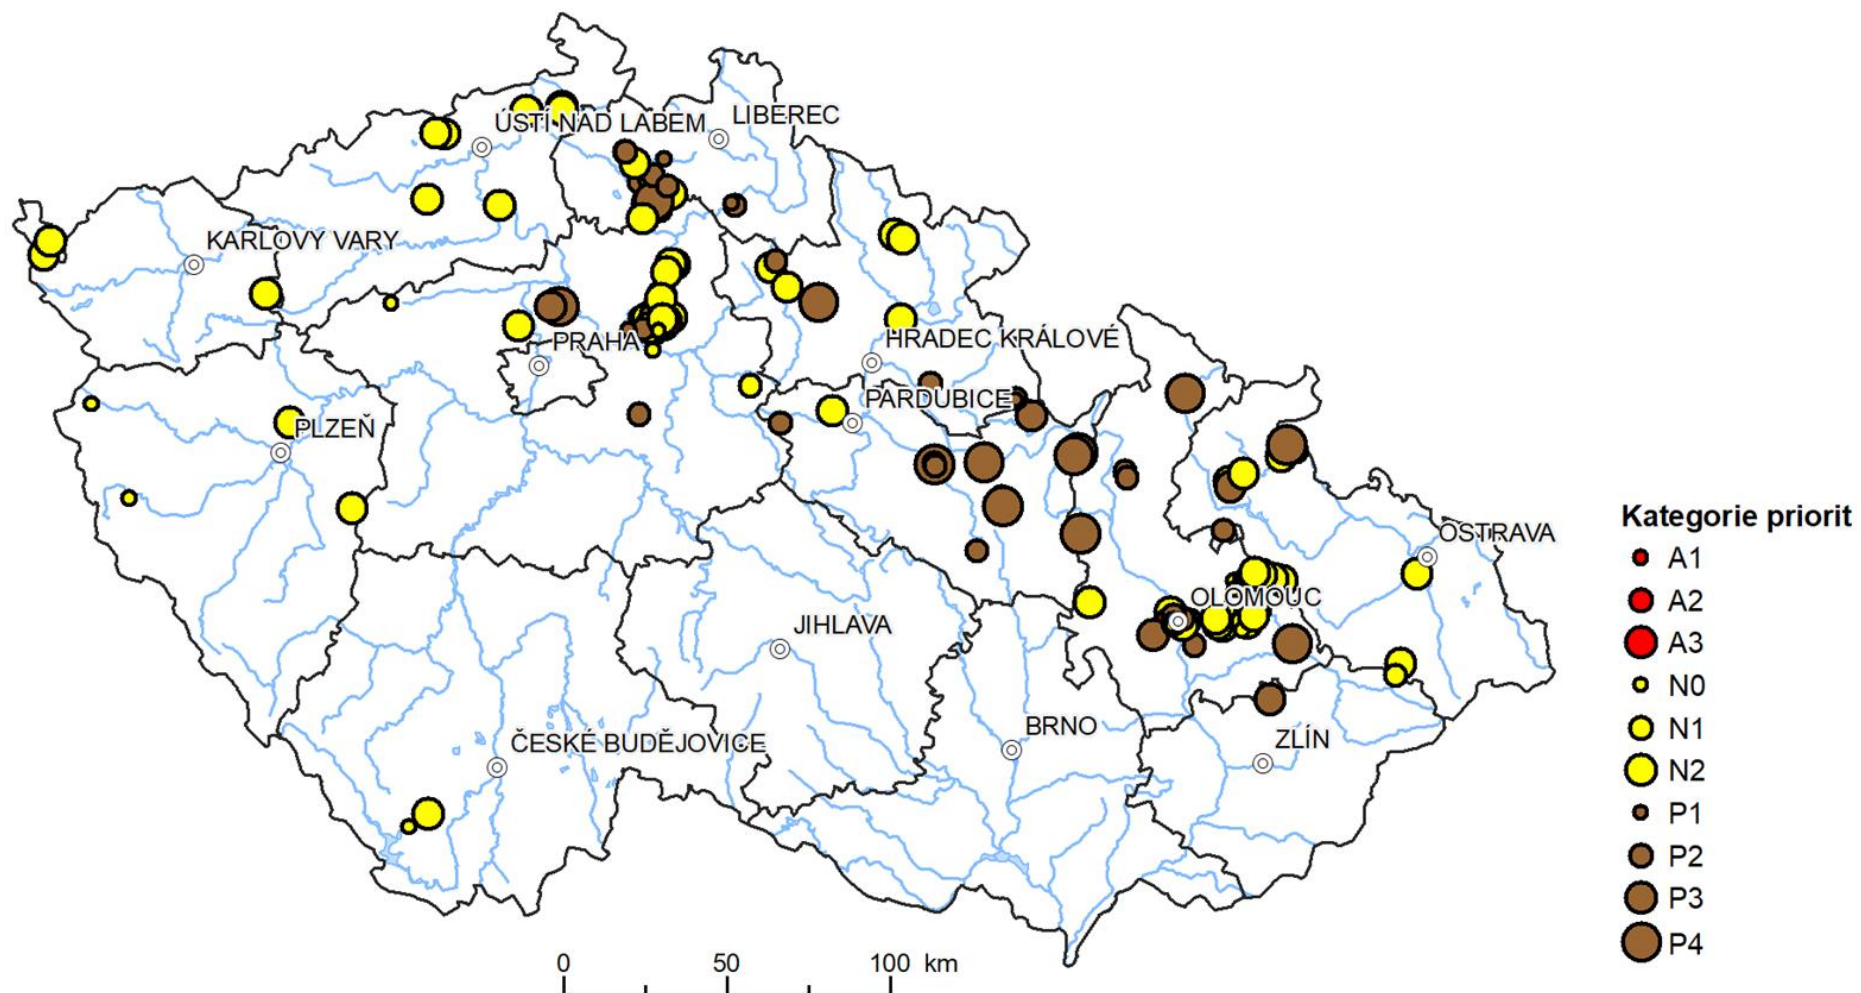 LIBEREC
ÚSTÍ NAD LABEM
KARLOVY VARY
HRADEC KRÁLOVÉ
PRAHA
PARDUBICE
PLZEŇ
OSTRAVA
OLOMOUC
JIHLAVA
BRNO
ČESKÉ BUDĚJOVICE
ZLÍN
Kategorie priorit
A1
A2
A3
N0
N1
N2
P1
P2
P3
P4
0 50 100 km